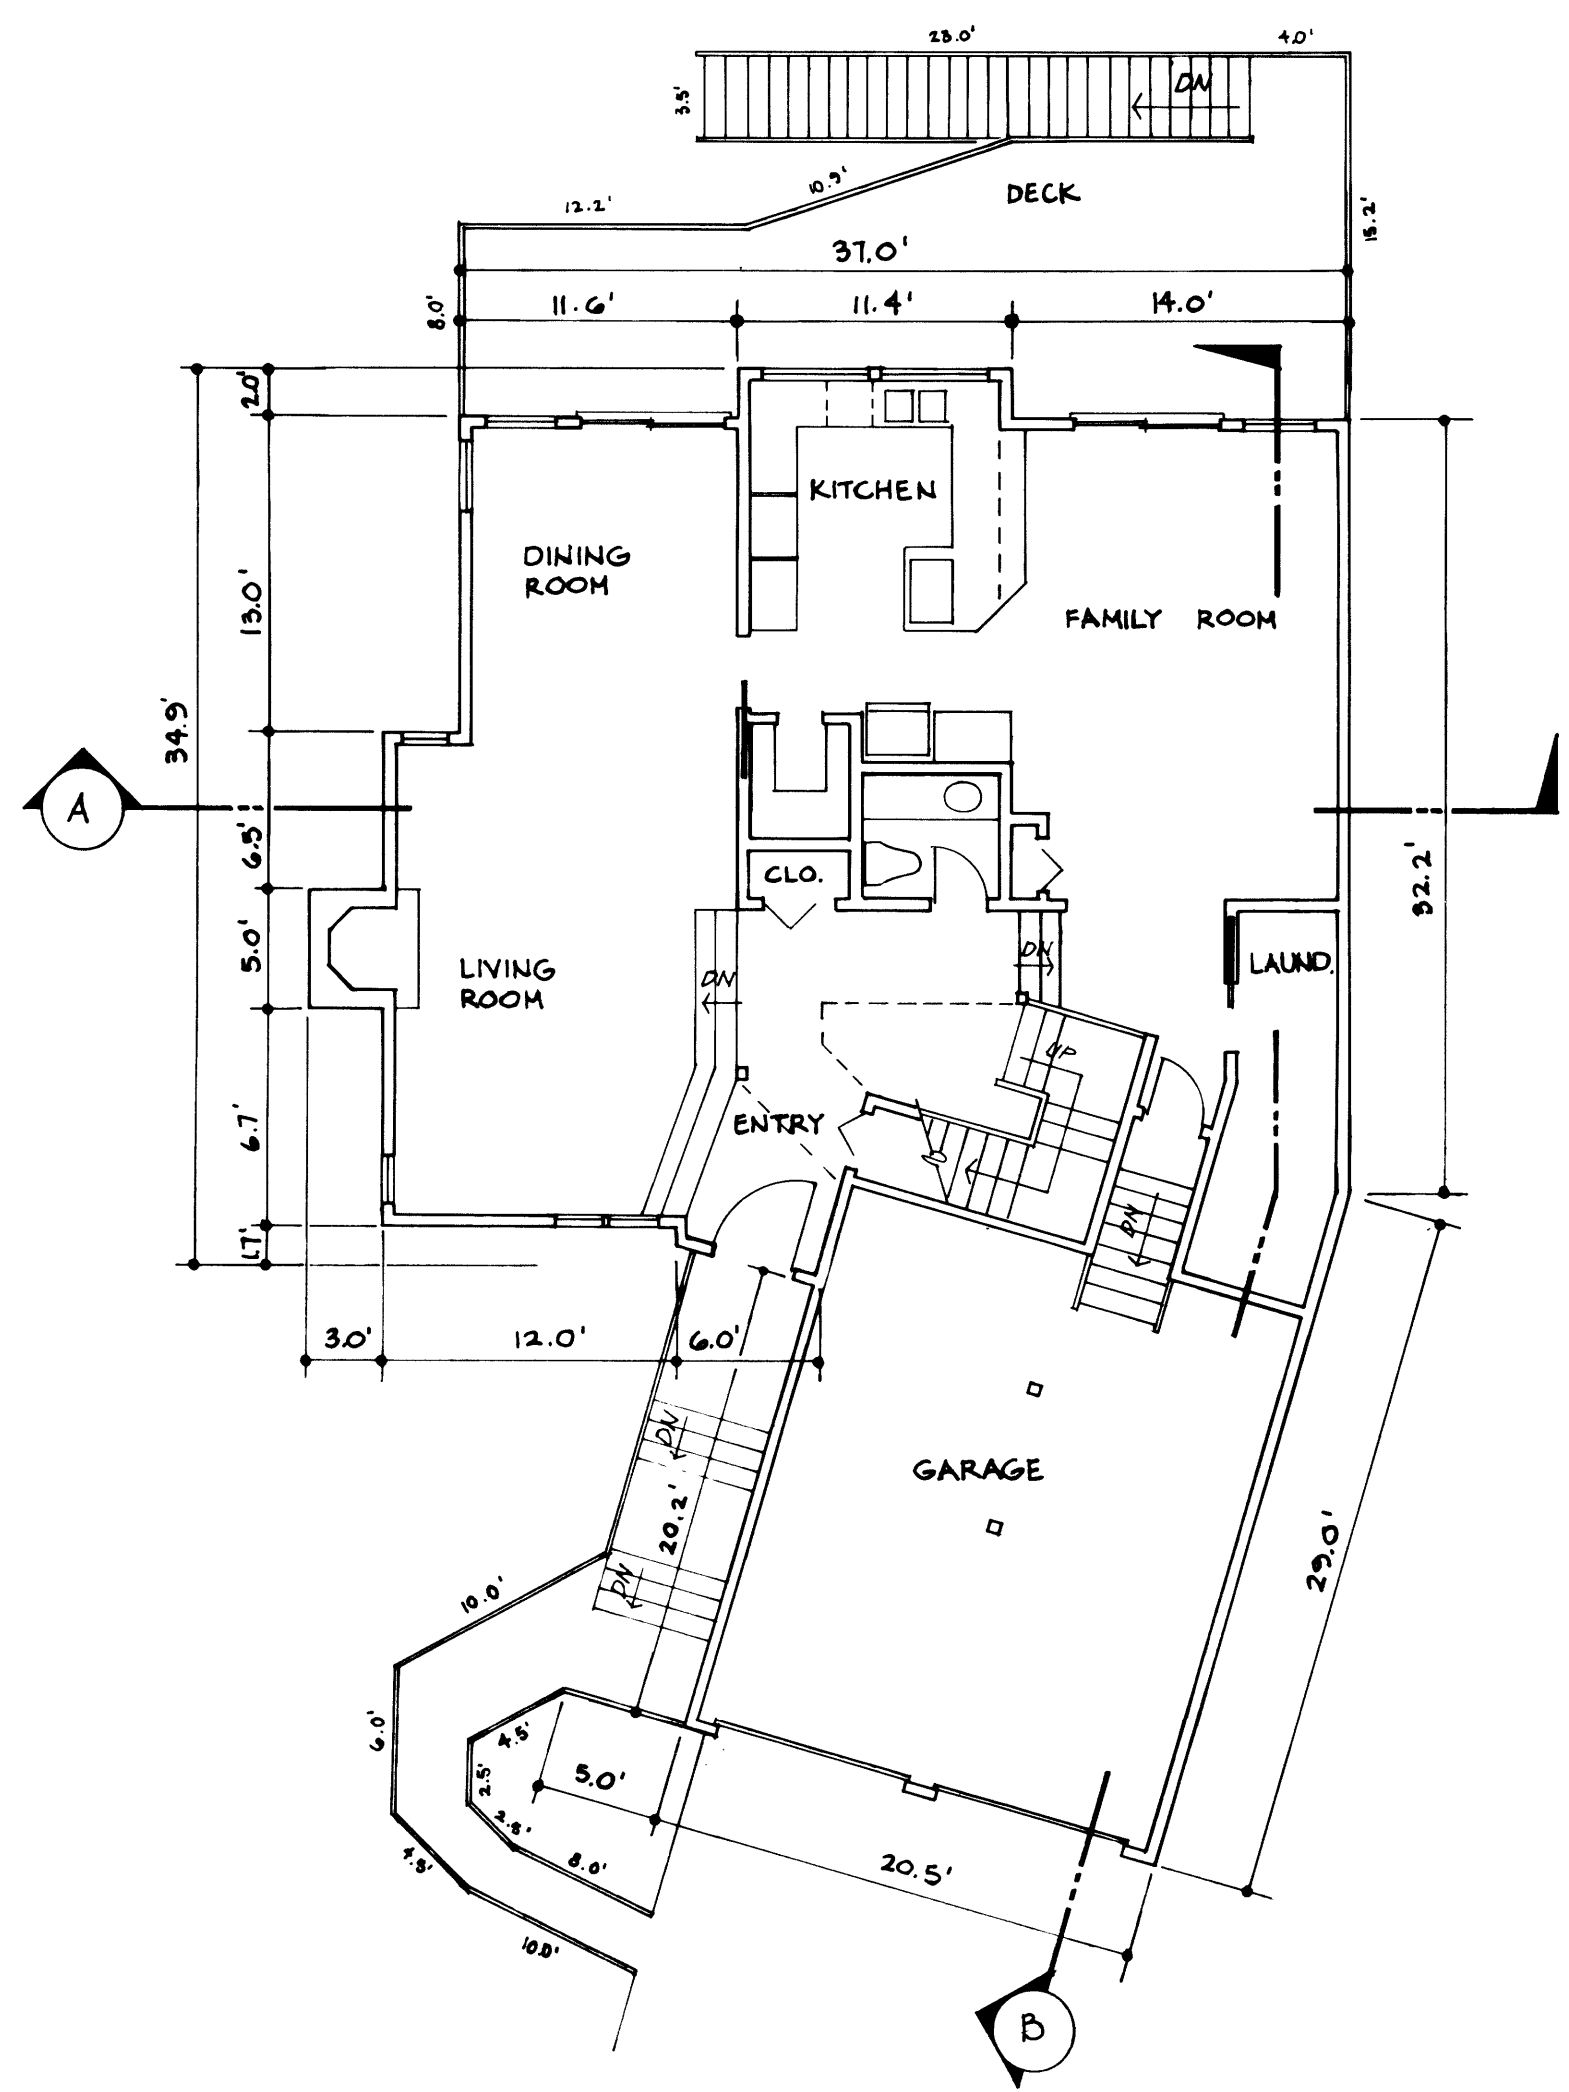 23.0'
4.0'
DN
3.5'
10.9'
DECK
12.2'
15.2'
37.0'
8.0'
11.6'
11.4'
14.0'
2.0'
KITCHEN
DINING
ROOM
13.0'
FAMILY ROOM
34.9'
A
6.5'
CLO.
32.2'
5.0'
LIVING
ROOM
DN
DN
LAUND.
UP
6.7'
ENTRY
DN
1.7'
3.0'
12.0'
6.0'
DN
GARAGE
20.2'
29.0'
DN
10.0'
6.0'
4.5'
2.5'
5.0'
2.8'
8.0'
20.5'
10.0'
B